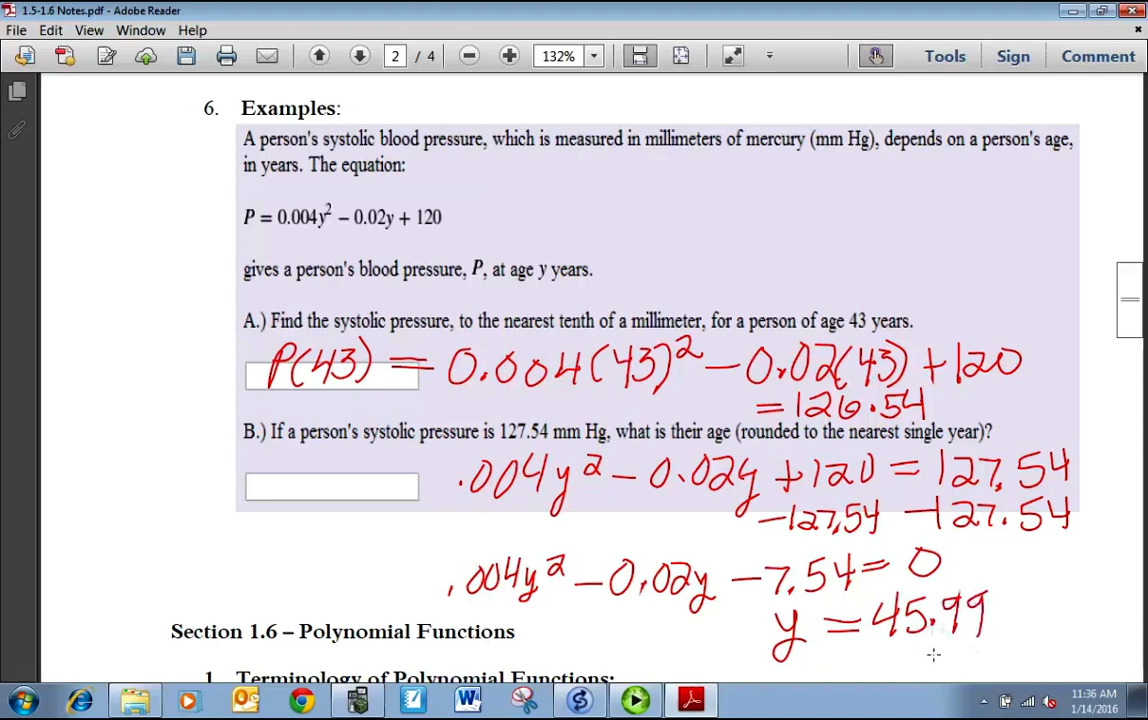 1.5-1.6 Notes.pdf - Adobe Reader
File Edit View Window Help
2 / 4 132% Tools Sign Comment
6. Examples:
A person's systolic blood pressure, which is measured in millimeters of mercury (mm Hg), depends on a person's age,
in years. The equation:
P = 0.004y² − 0.02y + 120
gives a person's blood pressure, P, at age y years.
A.) Find the systolic pressure, to the nearest tenth of a millimeter, for a person of age 43 years.
P(43) = 0.004(43)² − 0.02(43) + 120
= 126.54
B.) If a person's systolic pressure is 127.54 mm Hg, what is their age (rounded to the nearest single year)?
.004y² − 0.02y + 120 = 127.54
−127.54 −127.54
.004y² − 0.02y − 7.54 = 0
y = 45.99
Section 1.6 – Polynomial Functions
1. Terminology of Polynomial Functions:
11:36 AM
1/14/2016